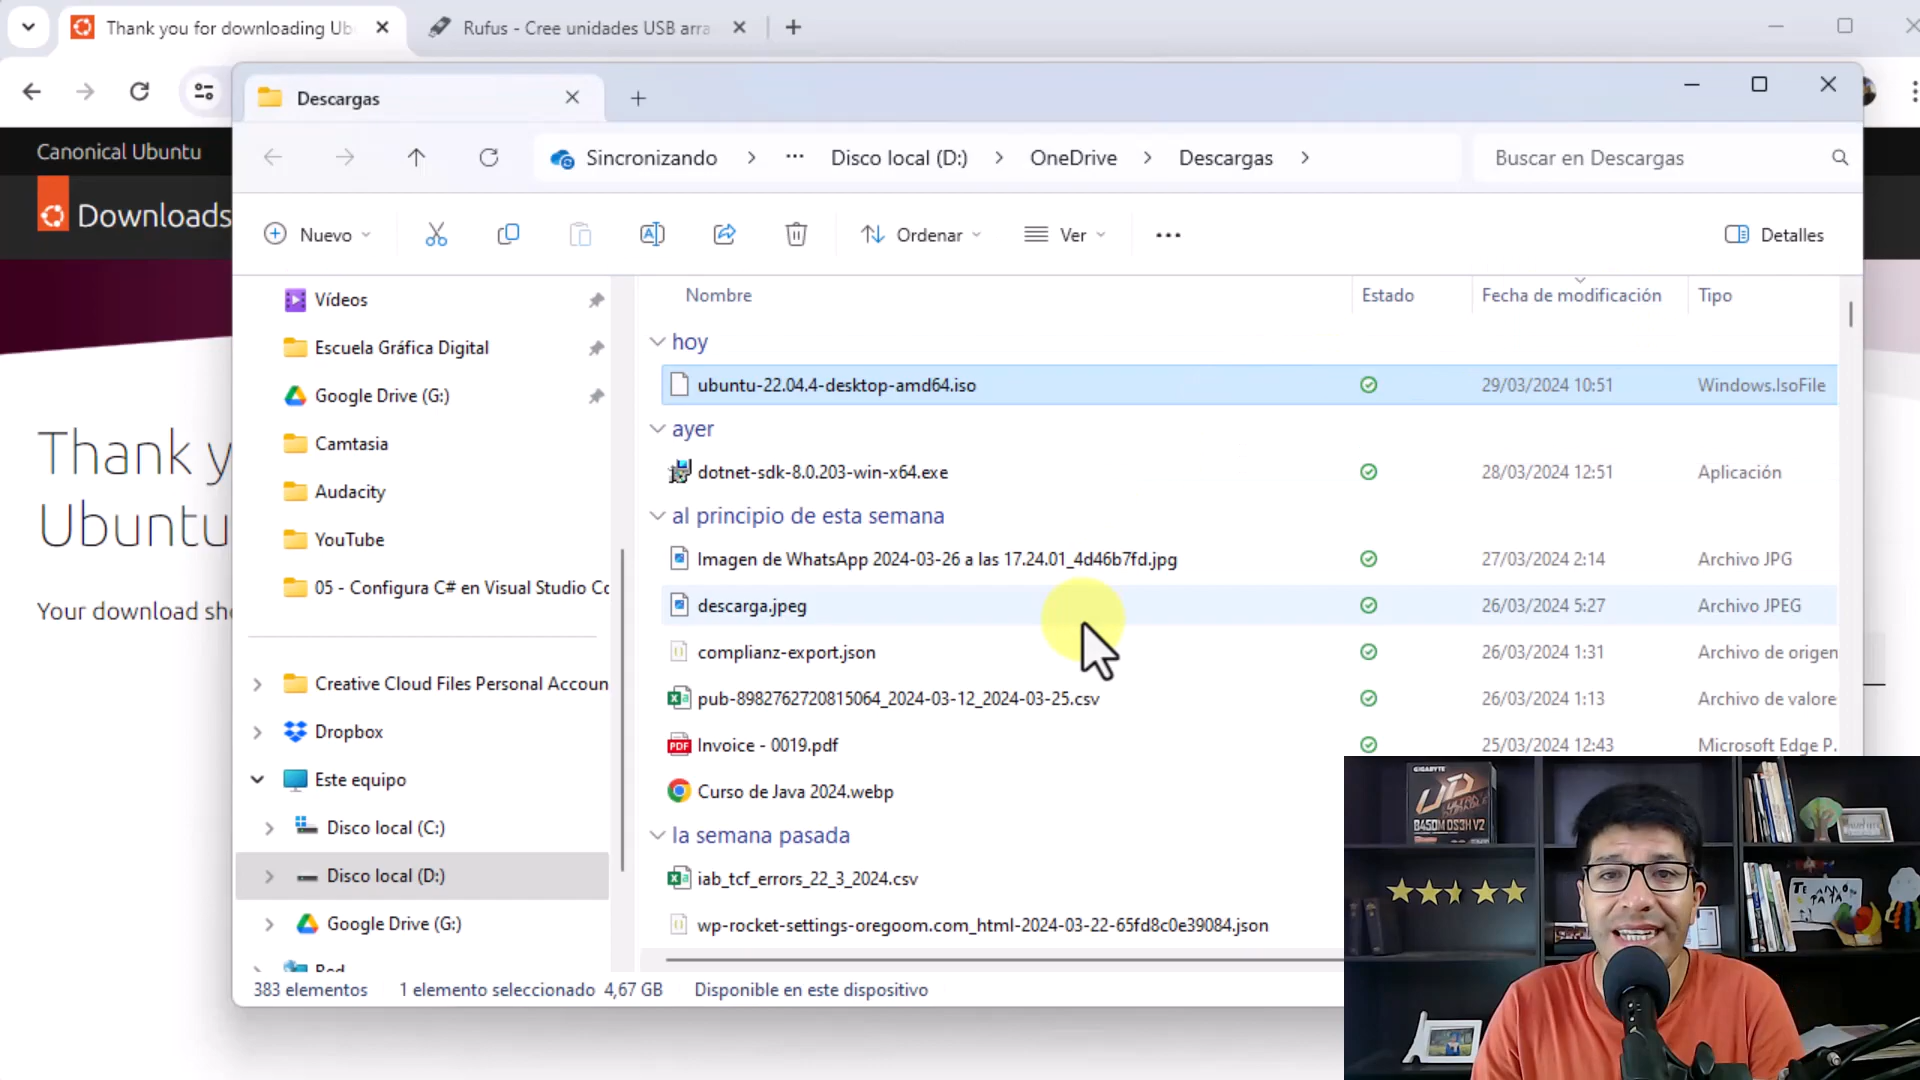 Thank you for downloading Ub
Rufus - Cree unidades USB arra
Descargas
Canonical Ubuntu
Downloads
Sincronizando
Disco local (D:)
OneDrive
Descargas
Buscar en Descargas
Nuevo
Ordenar
Ver
Detalles
Vídeos
Escuela Gráfica Digital
Google Drive (G:)
Camtasia
Audacity
YouTube
05 - Configura C# en Visual Studio Co
Creative Cloud Files Personal Accoun
Dropbox
Este equipo
Disco local (C:)
Disco local (D:)
Google Drive (G:)
Red
Nombre Estado Fecha de modificación Tipo
hoy
ubuntu-22.04.4-desktop-amd64.iso 29/03/2024 10:51 Windows.IsoFile
ayer
dotnet-sdk-8.0.203-win-x64.exe 28/03/2024 12:51 Aplicación
al principio de esta semana
Imagen de WhatsApp 2024-03-26 a las 17.24.01_4d46b7fd.jpg 27/03/2024 2:14 Archivo JPG
descarga.jpeg 26/03/2024 5:27 Archivo JPEG
complianz-export.json 26/03/2024 1:31 Archivo de origen
pub-8982762720815064_2024-03-12_2024-03-25.csv 26/03/2024 1:13 Archivo de valore
Invoice - 0019.pdf 25/03/2024 12:43 Microsoft Edge P.
Curso de Java 2024.webp
la semana pasada
iab_tcf_errors_22_3_2024.csv
wp-rocket-settings-oregoom.com_html-2024-03-22-65fd8c0e39084.json
383 elementos 1 elemento seleccionado 4,67 GB Disponible en este dispositivo
Thank y
Ubuntu
Your download sh
GIGABYTE
UD
B450M DS3H V2
TE AMO
PAPA